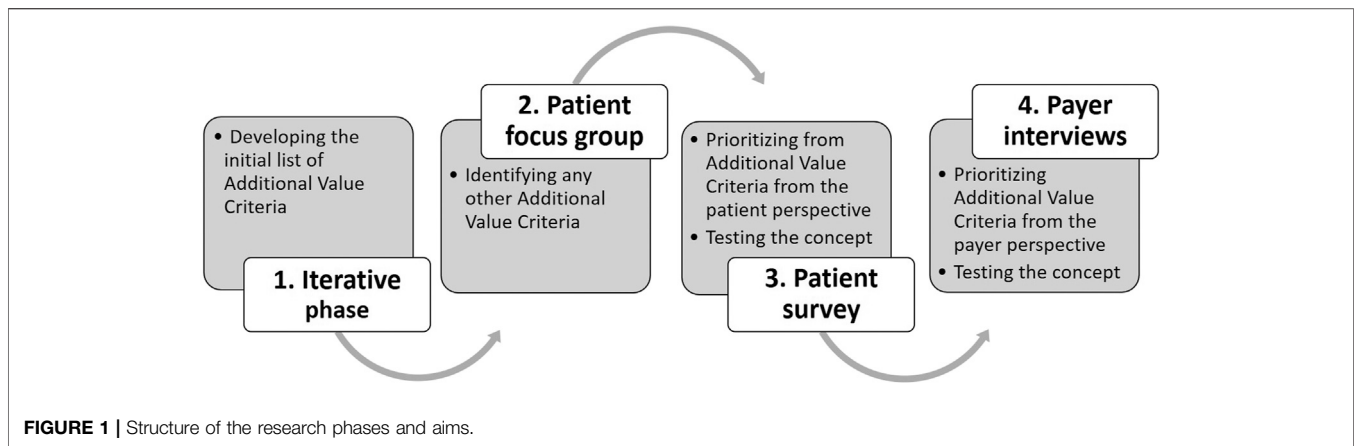 • Developing the
initial list of
Additional Value
Criteria
1. Iterative
phase
2. Patient
focus group
• Identifying any
other Additional
Value Criteria
• Prioritizing from
Additional Value
Criteria from the
patient perspective
• Testing the concept
3. Patient
survey
4. Payer
interviews
• Prioritizing
Additional Value
Criteria from the
payer perspective
• Testing the concept
FIGURE 1 | Structure of the research phases and aims.